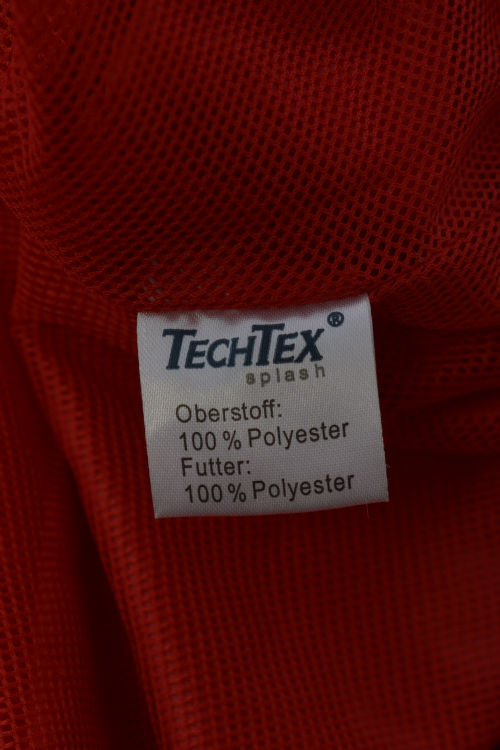 TECHTEX®
splash
Oberstoff:
100 % Polyester
Futter:
100 % Polyester